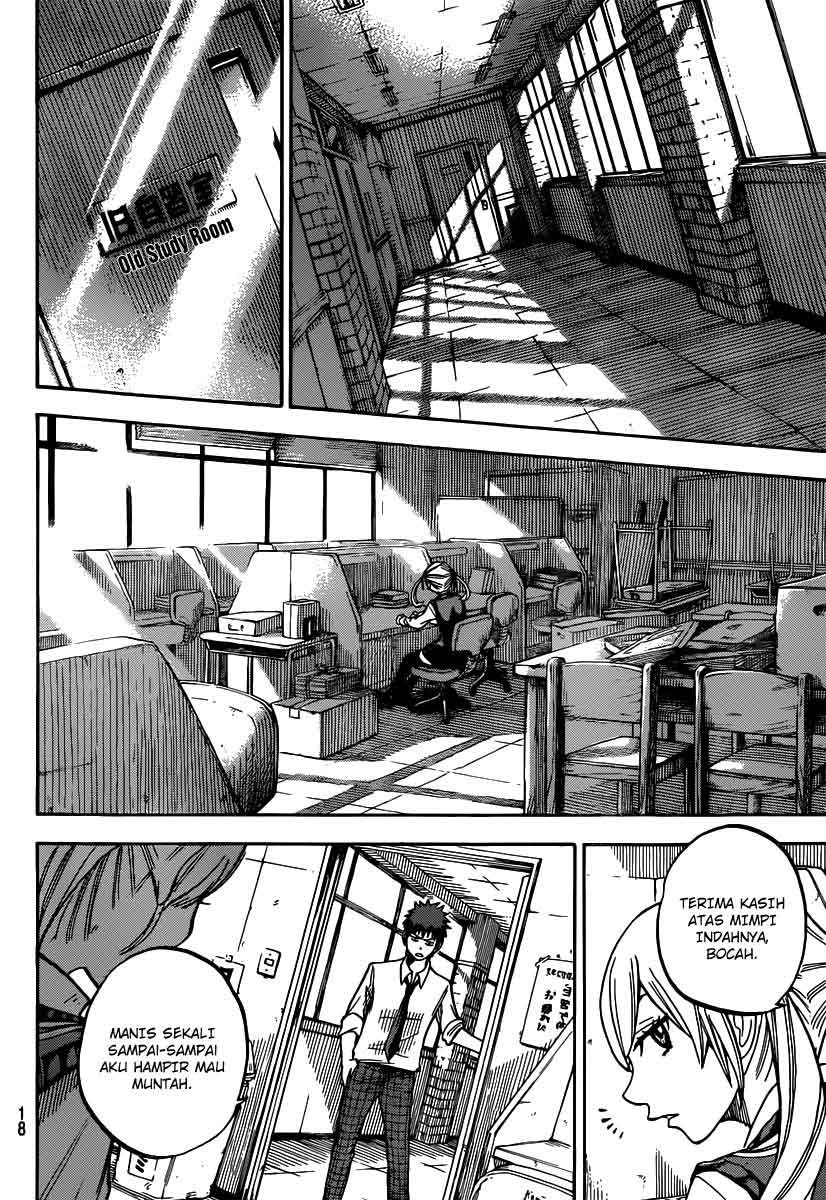 旧自習室
Old Study Room
TERIMA KASIH
ATAS MIMPI
INDAHNYA,
BOCAH.
MANIS SEKALI
SAMPAI-SAMPAI
AKU HAMPIR MAU
MUNTAH.
18